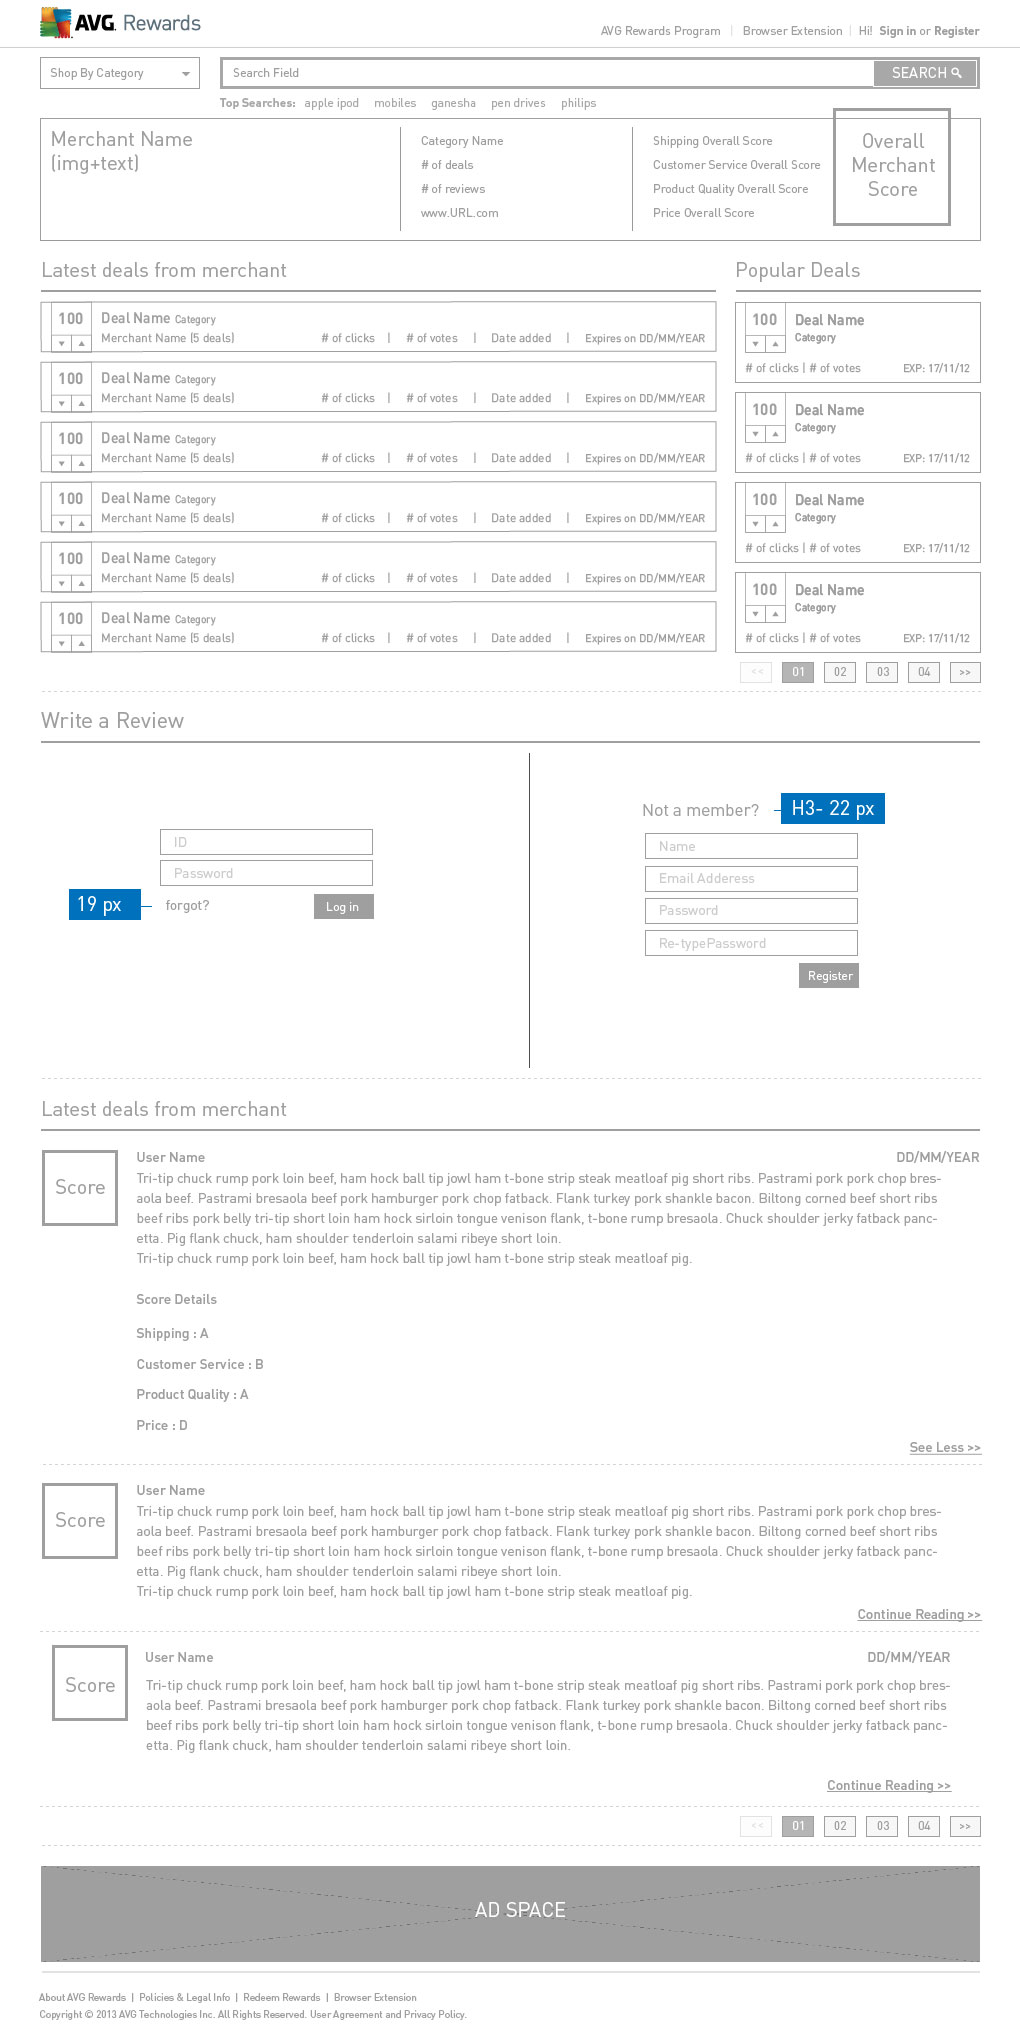 AVG. Rewards
AVG Rewards Program | Browser Extension | Hi! Sign in or Register
Shop By Category
Search Field
SEARCH
Top Searches: apple ipod mobiles ganesha pen drives philips
Merchant Name
(img+text)
Category Name
# of deals
# of reviews
www.URL.com
Shipping Overall Score
Customer Service Overall Score
Product Quality Overall Score
Price Overall Score
Overall
Merchant
Score
Latest deals from merchant
100 Deal Name Category
Merchant Name (5 deals) # of clicks | # of votes | Date added | Expires on DD/MM/YEAR
100 Deal Name Category
Merchant Name (5 deals) # of clicks | # of votes | Date added | Expires on DD/MM/YEAR
100 Deal Name Category
Merchant Name (5 deals) # of clicks | # of votes | Date added | Expires on DD/MM/YEAR
100 Deal Name Category
Merchant Name (5 deals) # of clicks | # of votes | Date added | Expires on DD/MM/YEAR
100 Deal Name Category
Merchant Name (5 deals) # of clicks | # of votes | Date added | Expires on DD/MM/YEAR
100 Deal Name Category
Merchant Name (5 deals) # of clicks | # of votes | Date added | Expires on DD/MM/YEAR
Popular Deals
100 Deal Name
Category
# of clicks | # of votes EXP: 17/11/12
100 Deal Name
Category
# of clicks | # of votes EXP: 17/11/12
100 Deal Name
Category
# of clicks | # of votes EXP: 17/11/12
100 Deal Name
Category
# of clicks | # of votes EXP: 17/11/12
<< 01 02 03 04 >>
Write a Review
ID
Password
19 px
forgot?
Log in
Not a member?
H3- 22 px
Name
Email Adderess
Password
Re-typePassword
Register
Latest deals from merchant
Score
User Name DD/MM/YEAR
Tri-tip chuck rump pork loin beef, ham hock ball tip jowl ham t-bone strip steak meatloaf pig short ribs. Pastrami pork pork chop bres-
aola beef. Pastrami bresaola beef pork hamburger pork chop fatback. Flank turkey pork shankle bacon. Biltong corned beef short ribs
beef ribs pork belly tri-tip short loin ham hock sirloin tongue venison flank, t-bone rump bresaola. Chuck shoulder jerky fatback panc-
etta. Pig flank chuck, ham shoulder tenderloin salami ribeye short loin.
Tri-tip chuck rump pork loin beef, ham hock ball tip jowl ham t-bone strip steak meatloaf pig.
Score Details
Shipping : A
Customer Service : B
Product Quality : A
Price : D
See Less >>
Score
User Name
Tri-tip chuck rump pork loin beef, ham hock ball tip jowl ham t-bone strip steak meatloaf pig short ribs. Pastrami pork pork chop bres-
aola beef. Pastrami bresaola beef pork hamburger pork chop fatback. Flank turkey pork shankle bacon. Biltong corned beef short ribs
beef ribs pork belly tri-tip short loin ham hock sirloin tongue venison flank, t-bone rump bresaola. Chuck shoulder jerky fatback panc-
etta. Pig flank chuck, ham shoulder tenderloin salami ribeye short loin.
Tri-tip chuck rump pork loin beef, ham hock ball tip jowl ham t-bone strip steak meatloaf pig.
Continue Reading >>
Score
User Name DD/MM/YEAR
Tri-tip chuck rump pork loin beef, ham hock ball tip jowl ham t-bone strip steak meatloaf pig short ribs. Pastrami pork pork chop bres-
aola beef. Pastrami bresaola beef pork hamburger pork chop fatback. Flank turkey pork shankle bacon. Biltong corned beef short ribs
beef ribs pork belly tri-tip short loin ham hock sirloin tongue venison flank, t-bone rump bresaola. Chuck shoulder jerky fatback panc-
etta. Pig flank chuck, ham shoulder tenderloin salami ribeye short loin.
Continue Reading >>
<< 01 02 03 04 >>
AD SPACE
About AVG Rewards | Policies & Legal Info | Redeem Rewards | Browser Extension
Copyright © 2013 AVG Technologies Inc. All Rights Reserved. User Agreement and Privacy Policy.